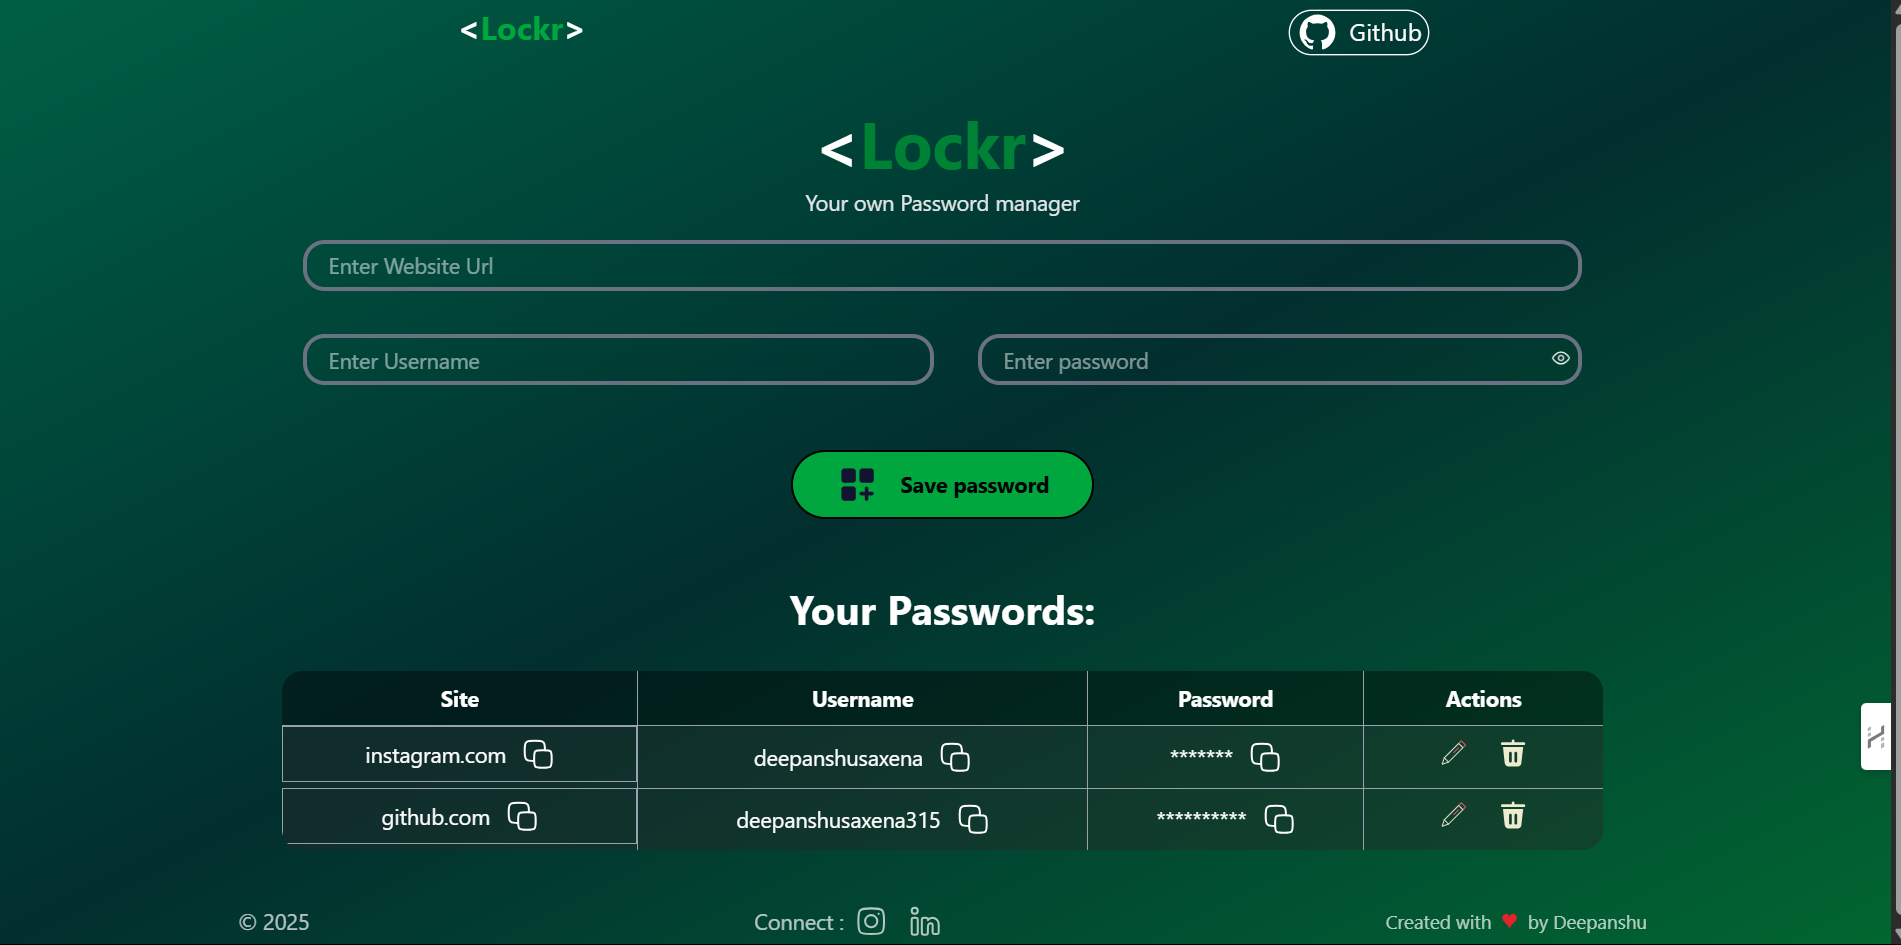 <Lockr>
Github
<Lockr>
Your own Password manager
Enter Website Url
Enter Username
Enter password
Save password
Your Passwords:
Site Username Password Actions
instagram.com deepanshusaxena *******
github.com deepanshusaxena315 **********
© 2025
Connect :
Created with ♥ by Deepanshu